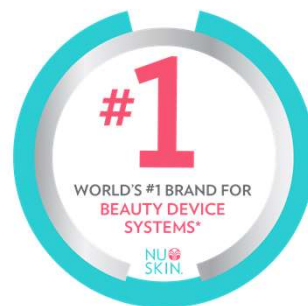 #1
WORLD'S #1 BRAND FOR
BEAUTY DEVICE
SYSTEMS*
NU
SKIN.